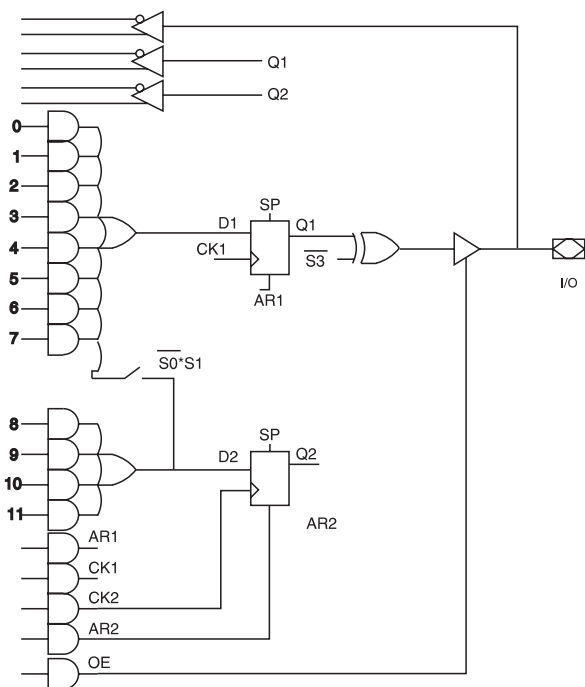 Q1
Q2
0
1
2
3
4
5
6
7
SP
D1
Q1
CK1
S3
AR1
I/O
S0*S1
8
9
10
11
SP
D2
Q2
AR2
AR1
CK1
CK2
AR2
OE